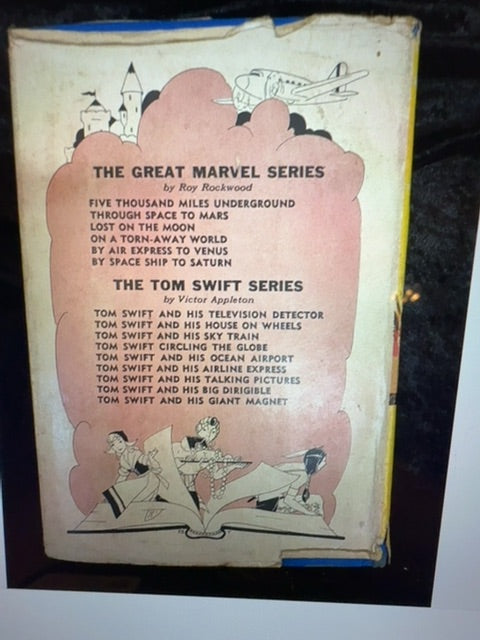 THE GREAT MARVEL SERIES
by Roy Rockwood
FIVE THOUSAND MILES UNDERGROUND
THROUGH SPACE TO MARS
LOST ON THE MOON
ON A TORN-AWAY WORLD
BY AIR EXPRESS TO VENUS
BY SPACE SHIP TO SATURN
THE TOM SWIFT SERIES
by Victor Appleton
TOM SWIFT AND HIS TELEVISION DETECTOR
TOM SWIFT AND HIS HOUSE ON WHEELS
TOM SWIFT AND HIS SKY TRAIN
TOM SWIFT CIRCLING THE GLOBE
TOM SWIFT AND HIS OCEAN AIRPORT
TOM SWIFT AND HIS AIRLINE EXPRESS
TOM SWIFT AND HIS TALKING PICTURES
TOM SWIFT AND HIS BIG DIRIGIBLE
TOM SWIFT AND HIS GIANT MAGNET